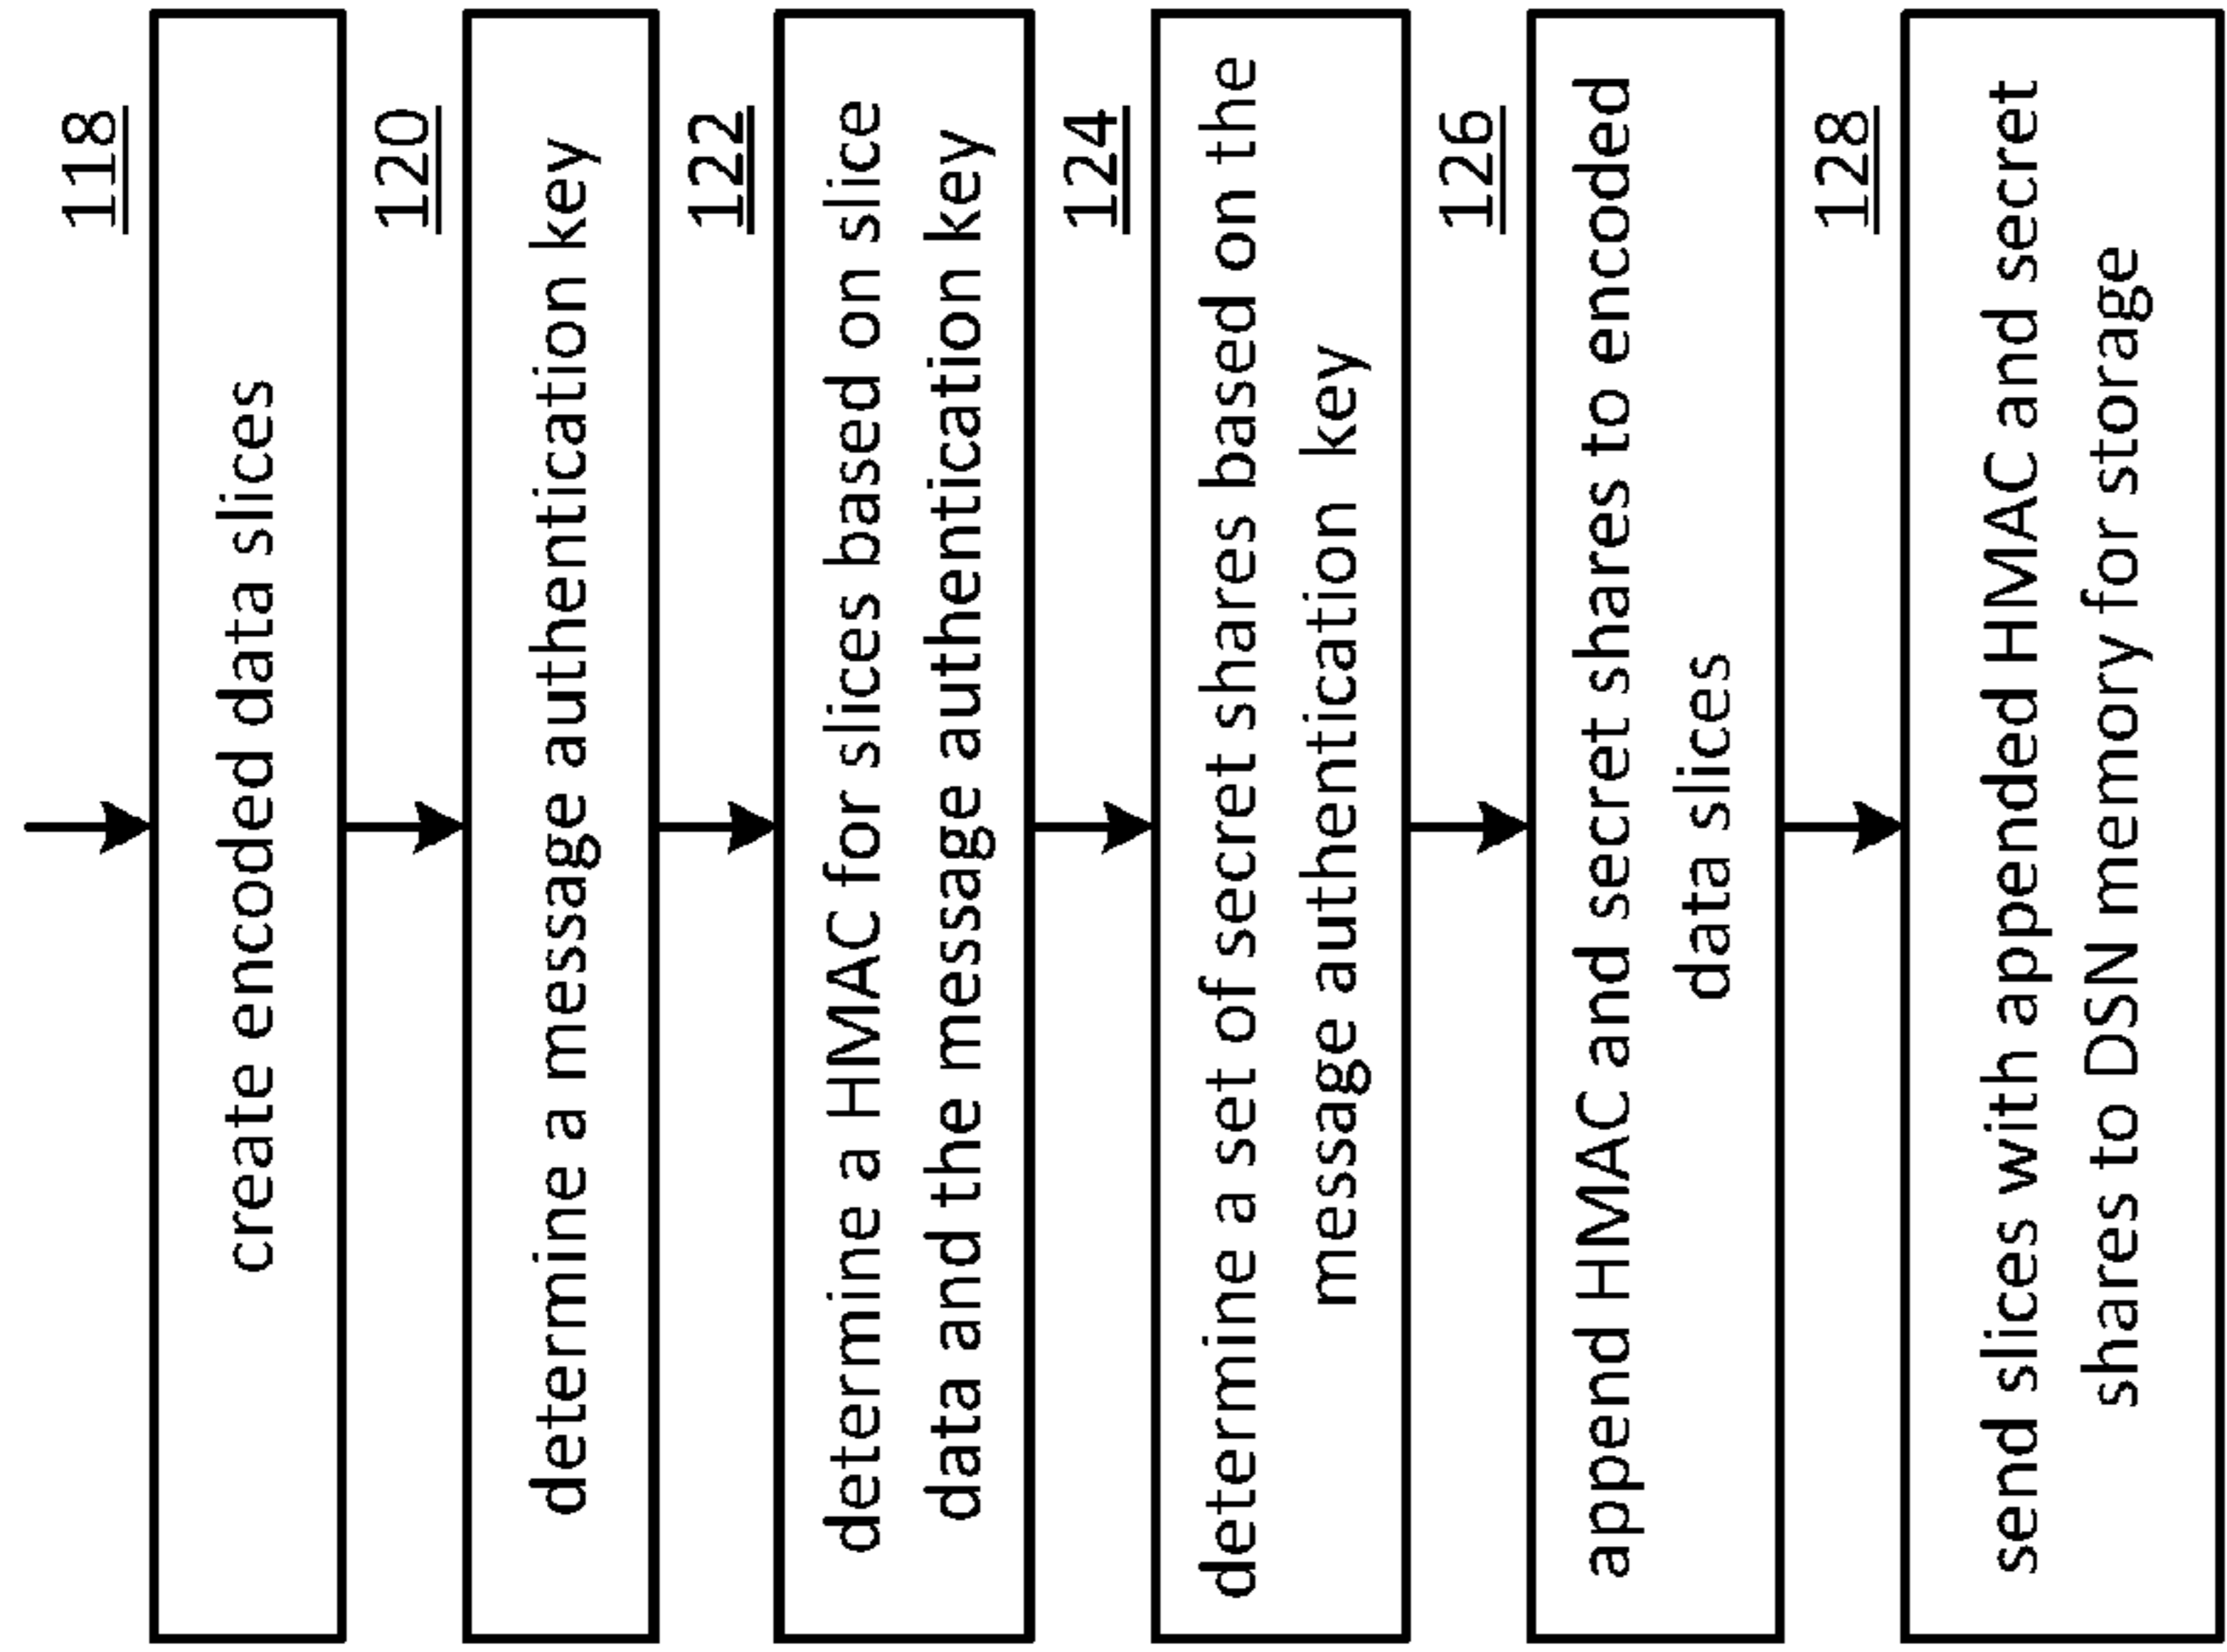 118
create encoded data slices
120
determine a message authentication key
122
determine a HMAC for slices based on slice
data and the message authentication key
124
determine a set of secret shares based on the
message authentication key
126
append HMAC and secret shares to encoded
data slices
128
send slices with appended HMAC and secret
shares to DSN memory for storage